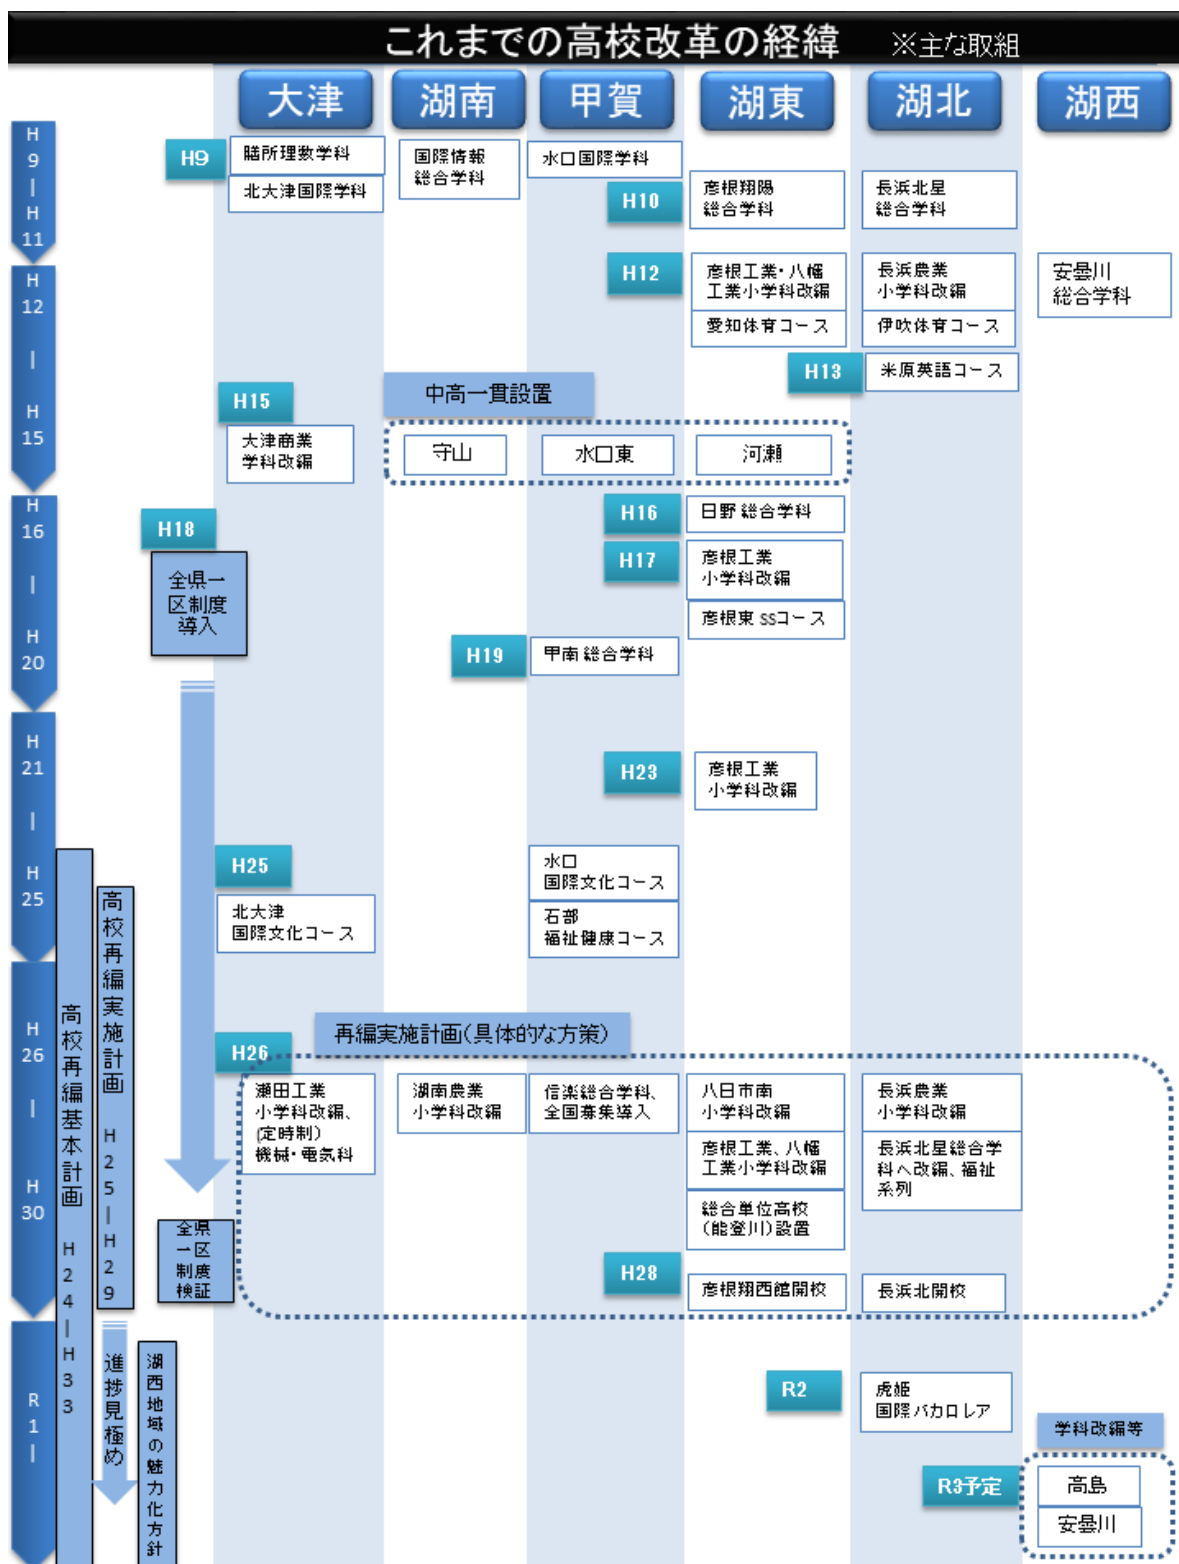 これまでの高校改革の経緯 ※主な取組
大津 湖南 甲賀 湖東 湖北 湖西
H
9
|
H
11
H9
膳所理数学科
北大津国際学科
国際情報
総合学科
水口国際学科
H10
彦根翔陽
総合学科
長浜北星
総合学科
H
12
|
H
15
H12
彦根工業・八幡
工業小学科改編
愛知体育コース
長浜農業
小学科改編
伊吹体育コース
安曇川
総合学科
H13
米原英語コース
H15
大津商業
学科改編
中高一貫設置
守山
水口東
河瀬
H
16
|
H
20
H16
日野総合学科
H18
全県一
区制度
導入
H17
彦根工業
小学科改編
彦根東 SSコース
H19
甲南総合学科
H
21
|
H
25
H23
彦根工業
小学科改編
H25
北大津
国際文化コース
水口
国際文化コース
石部
福祉健康コース
高校再編基本計画 H24|H33
高校再編実施計画 H25|H29
H
26
|
H
30
H26
再編実施計画(具体的な方策)
瀬田工業
小学科改編、
(定時制)
機械・電気科
湖南農業
小学科改編
信楽総合学科、
全国募集導入
八日市南
小学科改編
彦根工業、八幡
工業小学科改編
総合単位高校
(能登川)設置
長浜農業
小学科改編
長浜北星総合学
科へ改編、福祉
系列
全県
一区
制度
検証
H28
彦根翔西館開校
長浜北開校
R
1
|
進捗見極め
湖西地域の魅力化方針
R2
虎姫
国際バカロレア
学科改編等
R3予定
高島
安曇川